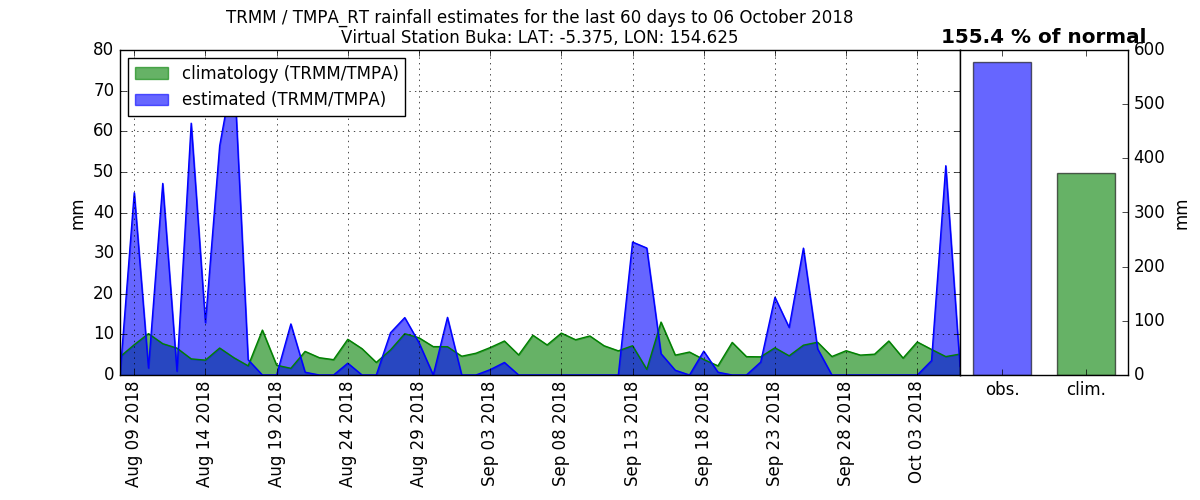 TRMM / TMPA_RT rainfall estimates for the last 60 days to 06 October 2018
Virtual Station Buka: LAT: -5.375, LON: 154.625
155.4 % of normal
climatology (TRMM/TMPA)
estimated (TRMM/TMPA)
80
70
60
50
40
30
20
10
0
mm
Aug 09 2018
Aug 14 2018
Aug 19 2018
Aug 24 2018
Aug 29 2018
Sep 03 2018
Sep 08 2018
Sep 13 2018
Sep 18 2018
Sep 23 2018
Sep 28 2018
Oct 03 2018
obs.
clim.
600
500
400
300
200
100
0
mm